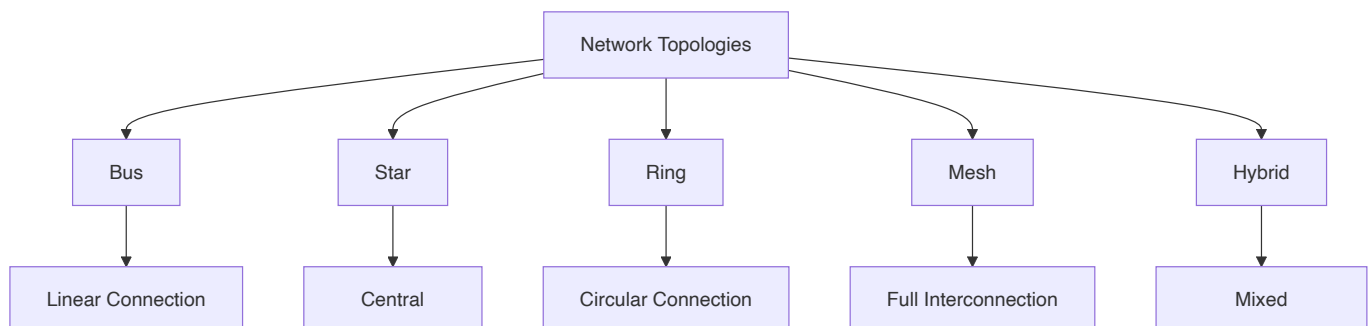 Network Topologies
Bus
Star
Ring
Mesh
Hybrid
Linear Connection
Central
Circular Connection
Full Interconnection
Mixed